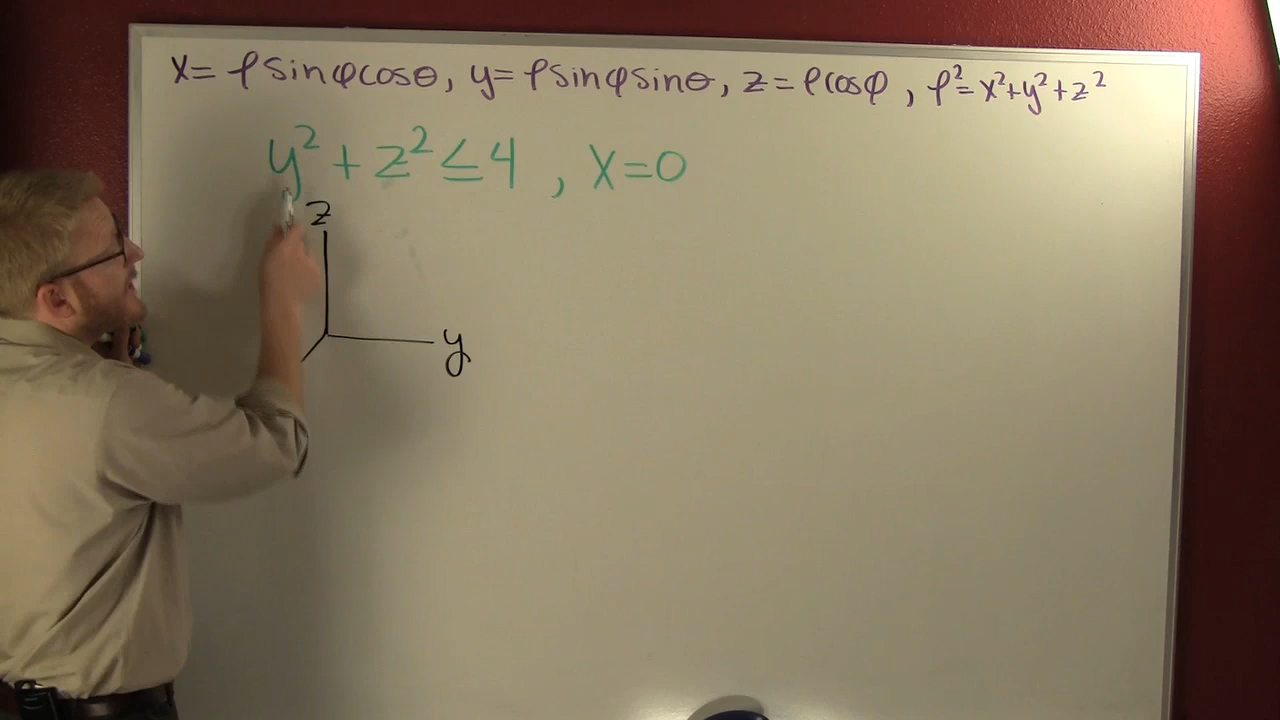 x = ρsinφcosθ, y = ρsinφsinθ, z = ρcosφ, ρ² = x²+y²+z²
y² + z² ≤ 4, x = 0
z
y